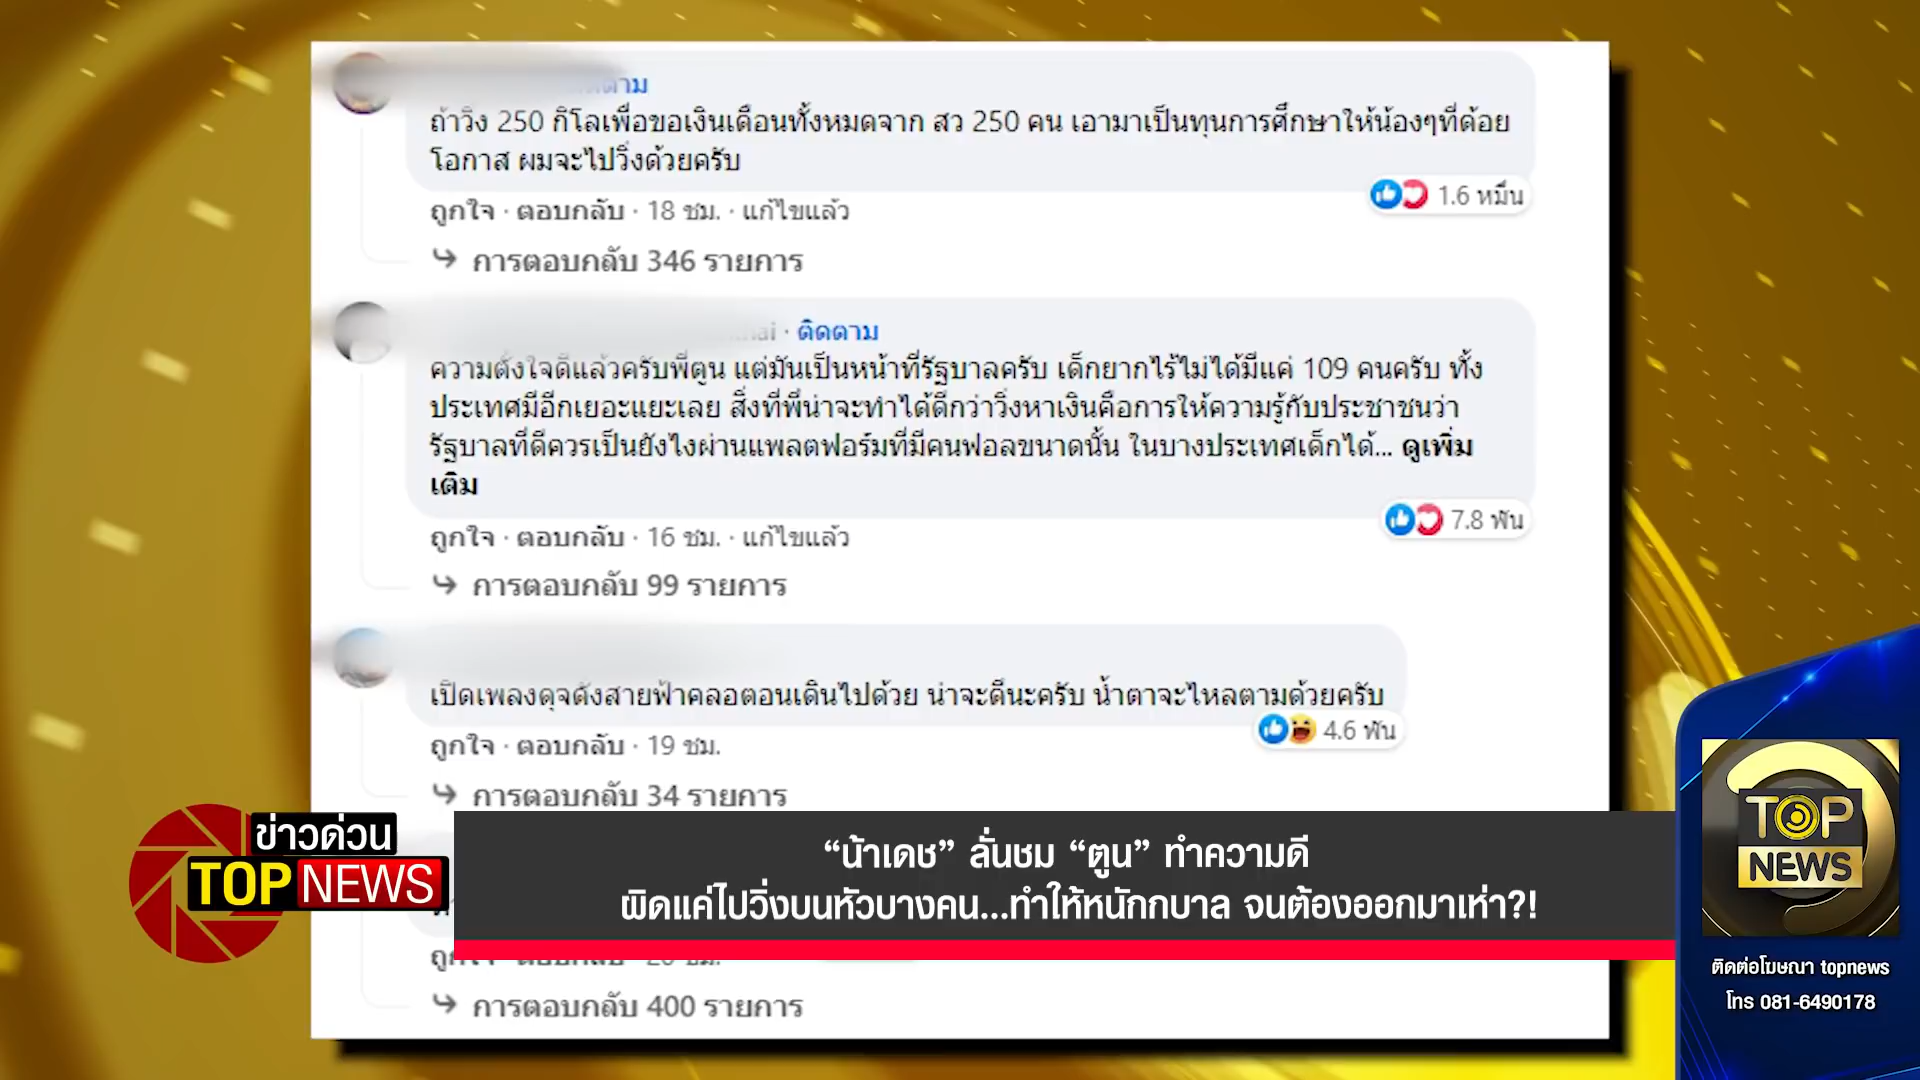 ติดตาม
ถ้าวิ่ง 250 กิโลเพื่อขอเงินเดือนทั้งหมดจาก สว 250 คน เอามาเป็นทุนการศึกษาให้น้องๆที่ด้อย
โอกาส ผมจะไปวิ่งด้วยครับ
1.6 หมื่น
ถูกใจ · ตอบกลับ · 18 ชม. · แก้ไขแล้ว
การตอบกลับ 346 รายการ
· ติดตาม
ความตั้งใจดีแล้วครับพี่ตูน แต่มันเป็นหน้าที่รัฐบาลครับ เด็กยากไร้ไม่ได้มีแค่ 109 คนครับ ทั้ง
ประเทศมีอีกเยอะแยะเลย สิ่งที่พี่น่าจะทำได้ดีกว่าวิ่งหาเงินคือการให้ความรู้กับประชาชนว่า
รัฐบาลที่ดีควรเป็นยังไงผ่านแพลตฟอร์มที่มีคนฟอลขนาดนั้น ในบางประเทศเด็กได้... ดูเพิ่ม
เติม
7.8 พัน
ถูกใจ · ตอบกลับ · 16 ชม. · แก้ไขแล้ว
การตอบกลับ 99 รายการ
เปิดเพลงดุจดังสายฟ้าคลอตอนเดินไปด้วย น่าจะดีนะครับ น้ำตาจะไหลตามด้วยครับ
4.6 พัน
ถูกใจ · ตอบกลับ · 19 ชม.
การตอบกลับ 34 รายการ
ข่าวด่วน
TOP NEWS
“น้าเดช” ลั่นชม “ตูน” ทำความดี
ผิดแค่ไปวิ่งบนหัวบางคน...ทำให้หนักกบาล จนต้องออกมาเห่า?!
การตอบกลับ 400 รายการ
TOP
NEWS
ติดต่อโฆษณา topnews
โทร 081-6490178